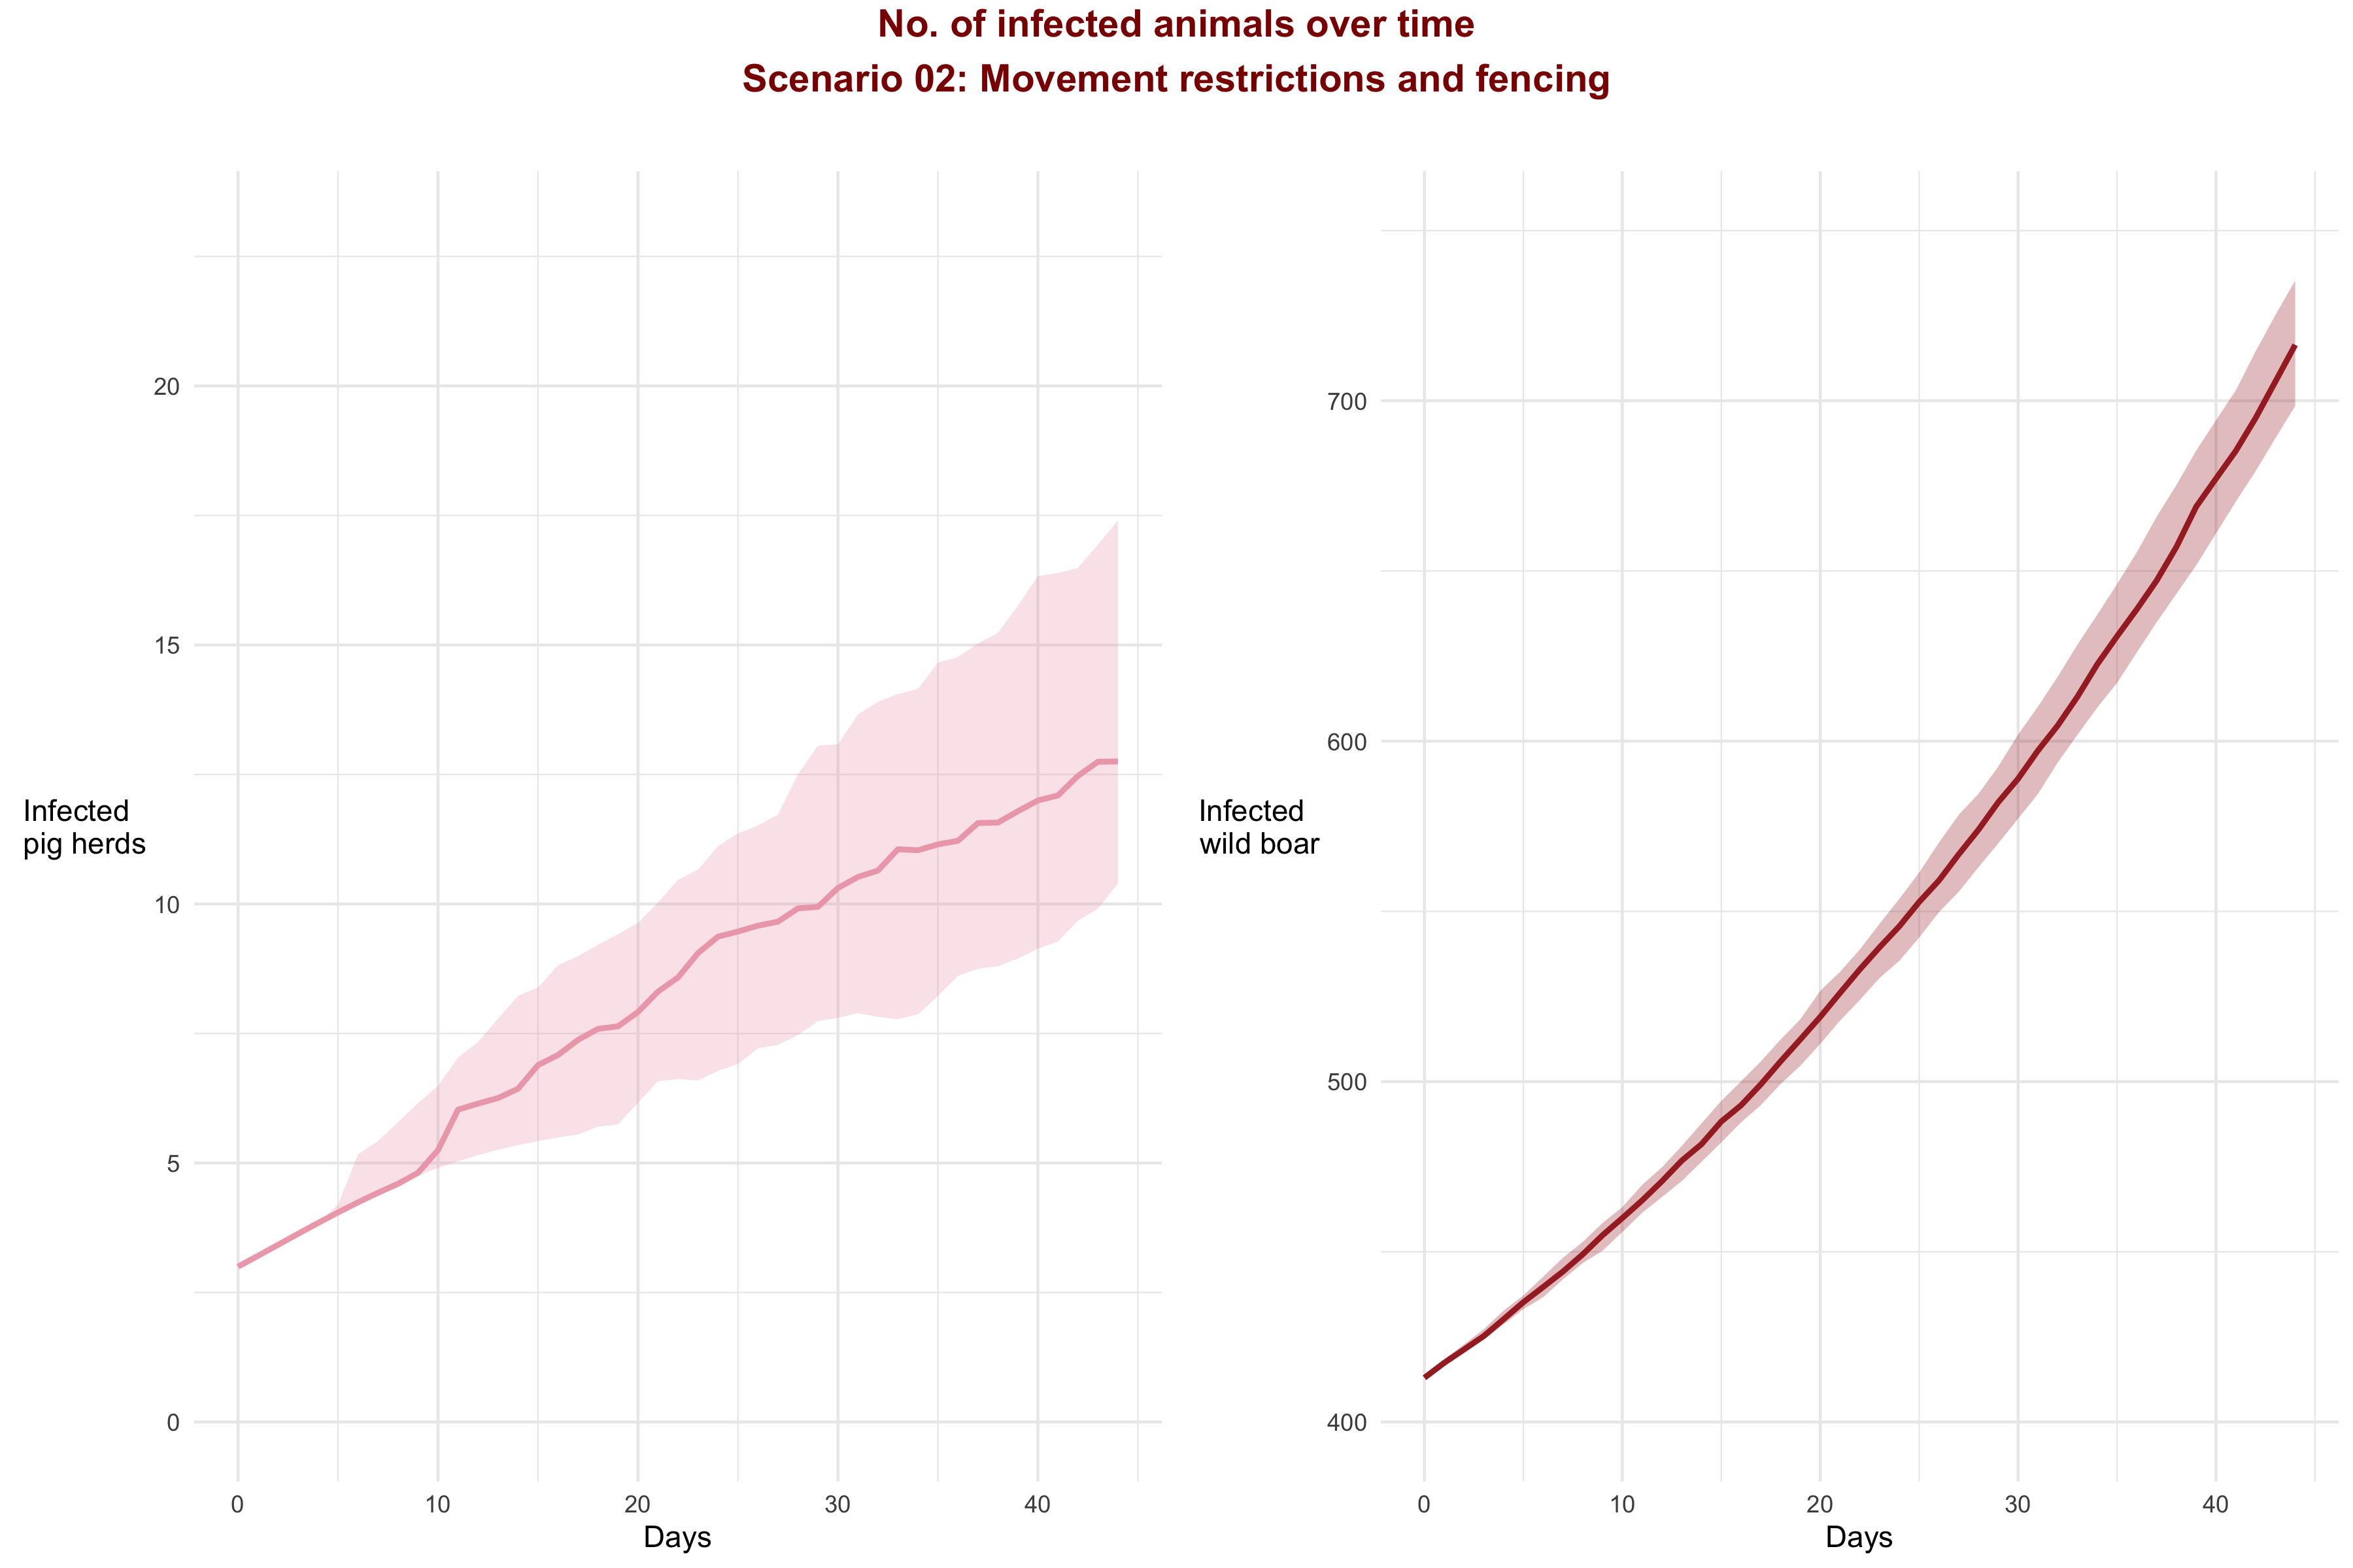 No. of infected animals over time
Scenario 02: Movement restrictions and fencing
Infected
pig herds
20
15
10
5
0
0
10
20
30
40
Days
Infected
wild boar
700
600
500
400
0
10
20
30
40
Days